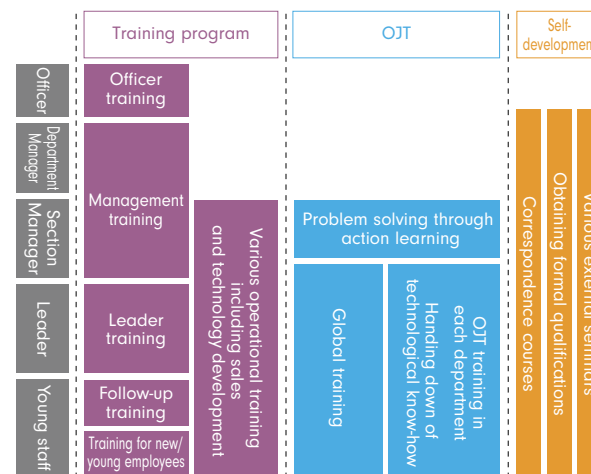 Training program
OJT
Self-
development
Officer
Department
Manager
Section
Manager
Leader
Young staff
Officer
training
Management
training
Leader
training
Follow-up
training
Training for new/
young employees
Various operational training
including sales
and technology development
Problem solving through
action learning
Global training
OJT training in
each department
Handing down of
technological know-how
Correspondence courses
Obtaining formal qualifications
Various external seminars